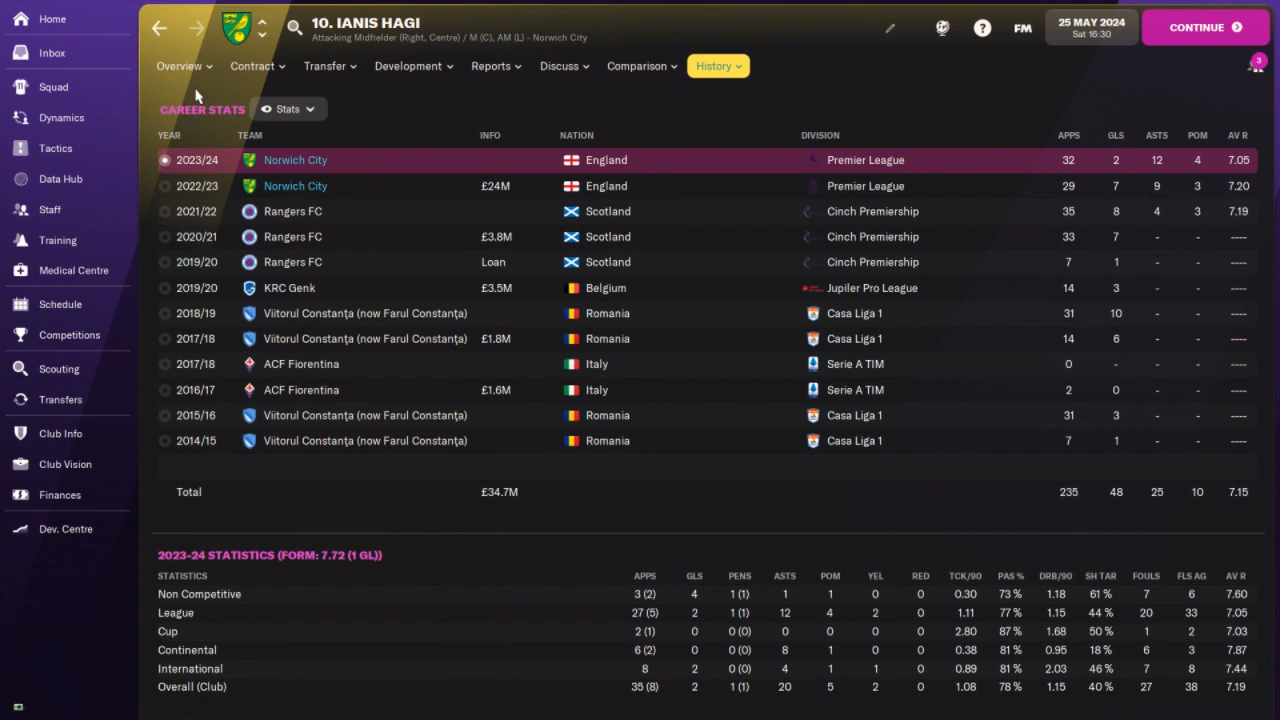 Home
Inbox
Squad
Dynamics
Tactics
Data Hub
Staff
Training
Medical Centre
Schedule
Competitions
Scouting
Transfers
Club Info
Club Vision
Finances
Dev. Centre
10. IANIS HAGI
Attacking Midfielder (Right, Centre) / M (C), AM (L) - Norwich City
? FM 25 MAY 2024 CONTINUE
Sat 16:30
Overview Contract Transfer Development Reports Discuss Comparison History 3
CAREER STATS Stats
YEAR TEAM INFO NATION DIVISION APPS GLS ASTS POM AV R
2023/24 Norwich City England Premier League 32 2 12 4 7.05
2022/23 Norwich City £24M England Premier League 29 7 9 3 7.20
2021/22 Rangers FC Scotland Cinch Premiership 35 8 4 3 7.19
2020/21 Rangers FC £3.8M Scotland Cinch Premiership 33 7 - - ----
2019/20 Rangers FC Loan Scotland Cinch Premiership 7 1 - - ----
2019/20 KRC Genk £3.5M Belgium Jupiler Pro League 14 3 - - ----
2018/19 Viitorul Constanţa (now Farul Constanţa) Romania Casa Liga 1 31 10 - - ----
2017/18 Viitorul Constanţa (now Farul Constanţa) £1.8M Romania Casa Liga 1 14 6 - - ----
2017/18 ACF Fiorentina Italy Serie A TIM 0 - - - ----
2016/17 ACF Fiorentina £1.6M Italy Serie A TIM 2 0 - - ----
2015/16 Viitorul Constanţa (now Farul Constanţa) Romania Casa Liga 1 31 3 - - ----
2014/15 Viitorul Constanţa (now Farul Constanţa) Romania Casa Liga 1 7 1 - - ----
Total £34.7M 235 48 25 10 7.15
2023-24 STATISTICS (FORM: 7.72 (1 GL))
STATISTICS APPS GLS PENS ASTS POM YEL RED TCK/90 PAS % DRB/90 SH TAR FOULS FLS AG AV R
Non Competitive 3 (2) 4 1 (1) 1 1 0 0 0.30 73 % 1.18 61 % 7 6 7.60
League 27 (5) 2 1 (1) 12 4 2 0 1.11 77 % 1.15 44 % 20 33 7.05
Cup 2 (1) 0 0 (0) 0 0 0 0 2.80 87 % 1.68 50 % 1 2 7.03
Continental 6 (2) 0 0 (0) 8 1 0 0 0.38 81 % 0.95 18 % 6 3 7.87
International 8 2 0 (0) 4 1 1 0 0.89 81 % 2.03 46 % 7 8 7.44
Overall (Club) 35 (8) 2 1 (1) 20 5 2 0 1.08 78 % 1.15 40 % 27 38 7.19